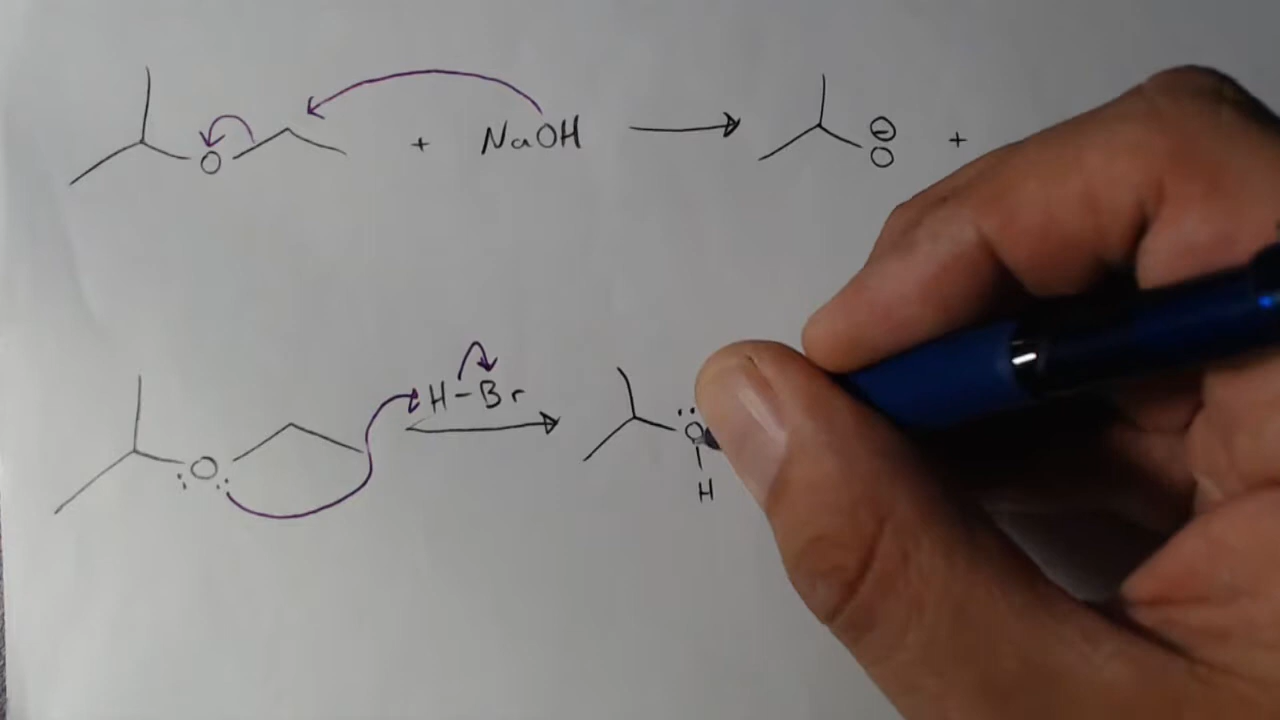 O + NaOH → ⊖ O +
H-Br
:O: → :O
H